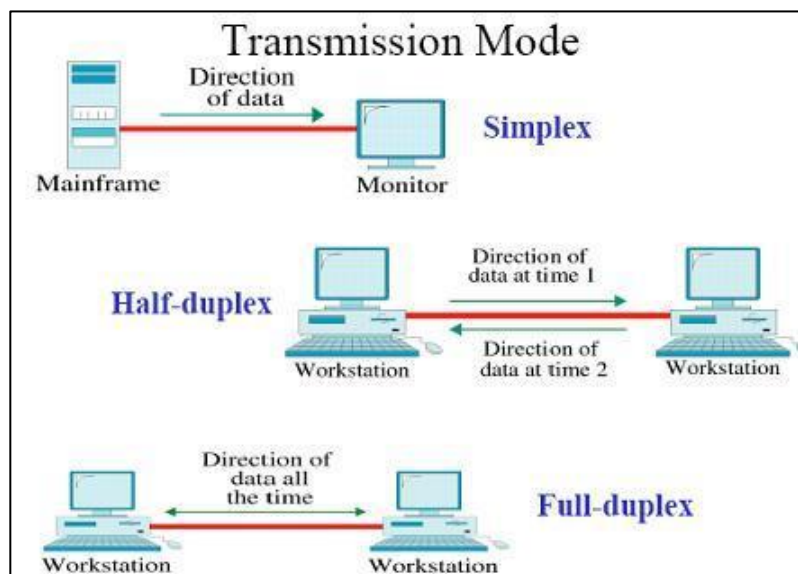 Transmission Mode
Direction
of data
Simplex
Mainframe
Monitor
Half-duplex
Direction of
data at time 1
Direction of
data at time 2
Workstation
Workstation
Direction of
data all
the time
Full-duplex
Workstation
Workstation